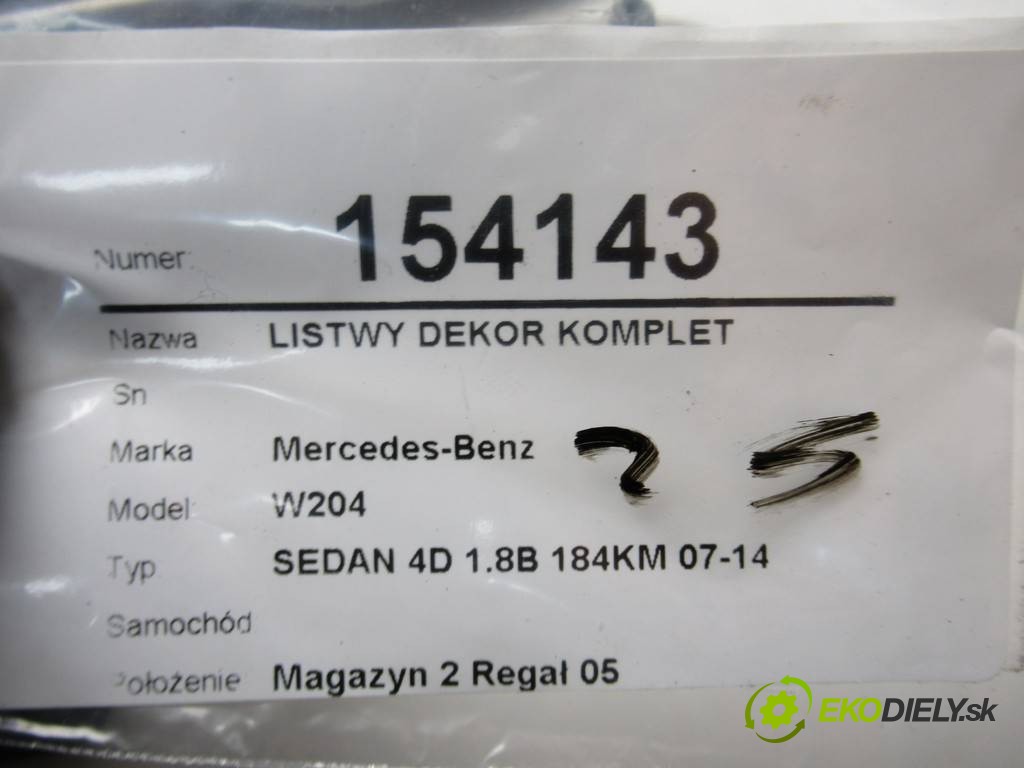 Numer: 154143
Nazwa LISTWY DEKOR KOMPLET
Sn
Marka Mercedes-Benz
Model: W204
Typ SEDAN 4D 1.8B 184KM 07-14
Samochód
Położenie Magazyn 2 Regał 05
EKODIELY.sk